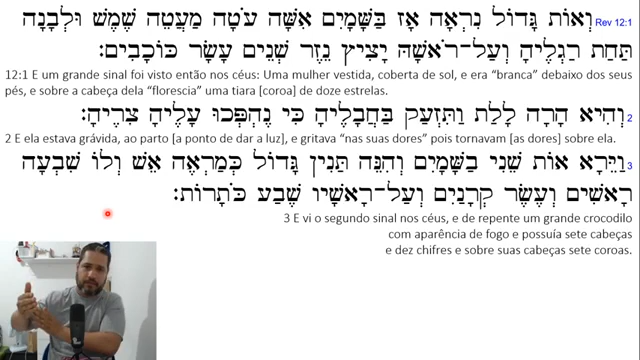 וְאוֹת גָּדוֹל נִרְאָה אָז בַּשָּׁמָיִם אִשָּׁה עֹטָה מַעֲטֵה שֶׁמֶשׁ וּלְבָנָה Rev 12:1
תַּחַת רַגְלֶיהָ וְעַל־רֹאשָׁהּ יָצִיץ נֵזֶר שְׁנֵים עָשָׂר כּוֹכָבִים׃
12:1 E um grande sinal foi visto então nos céus: Uma mulher vestida, coberta de sol, e era “branca” debaixo dos seus
pés, e sobre a cabeça dela “florescia” uma tiara [coroa] de doze estrelas.
2 וְהִיא הָרָה לָלַת וַתִּזְעַק בַּחֲבָלֶיהָ כִּי נֶהֶפְכוּ עָלֶיהָ צִרֶיהָ׃
2 E ela estava grávida, ao parto [a ponto de dar a luz], e gritava “nas suas dores” pois tornavam [as dores] sobre ela.
3 וַיֵּרָא אוֹת שֵׁנִי בַּשָּׁמָיִם וְהִנֵּה תַּנִּין גָּדוֹל כְּמַרְאֵה אֵשׁ וְלוֹ שִׁבְעָה
רָאשִׁים וְעֶשֶׂר קְרָנַיִם וְעַל־רָאשָׁיו שֶׁבַע כֹּתָרוֹת׃
3 E vi o segundo sinal nos céus, e de repente um grande crocodilo
com aparência de fogo e possuía sete cabeças
e dez chifres e sobre suas cabeças sete coroas.